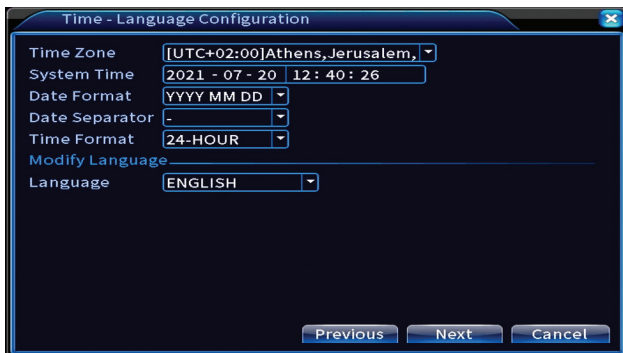 Time - Language Configuration
Time Zone [UTC+02:00]Athens,Jerusalem,
System Time 2021 - 07 - 20 12 : 40 : 26
Date Format YYYY MM DD
Date Separator -
Time Format 24-HOUR
Modify Language
Language ENGLISH
Previous Next Cancel